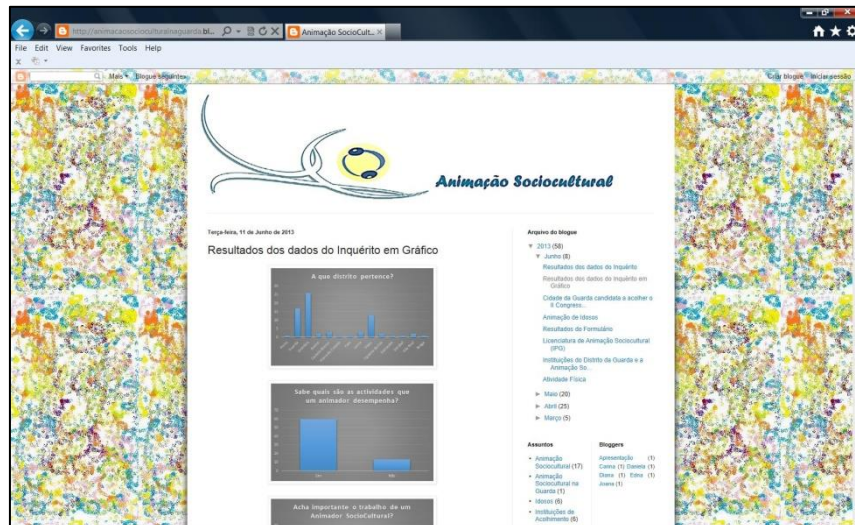 http://animacaosocioculturalnaguarda.bl...
Animação SocioCult...
File Edit View Favorites Tools Help
Mais Blogue seguinte»
Criar blogue Iniciar sessão
Animação Sociocultural
Terça-feira, 11 de Junho de 2013
Resultados dos dados do Inquérito em Gráfico
A que distrito pertence?
Sabe quais são as actividades que
um animador desempenha?
Acha importante o trabalho de um
Animador SocioCultural?
Arquivo do blogue
▼ 2013 (58)
▼ Junho (8)
Resultados dos dados do Inquérito
Resultados dos dados do Inquérito em
Gráfico
Cidade da Guarda candidata a acolher o
X Congress...
Animação de Idosos
Resultados do Formulário
Licenciatura de Animação Sociocultural
(IPG)
Instituições do Distrito da Guarda e a
Animação So...
Atividade Física
► Maio (20)
► Abril (25)
► Março (5)
Assuntos
• Animação
Sociocultural (17)
• Animação
Sociocultural na
Guarda (1)
• Idosos (6)
• Instituições de
Acolhimento (6)
Bloggers
Apresentação (1)
Carina (1) Daniela (1)
Diana (1) Edna (1)
Joana (1)